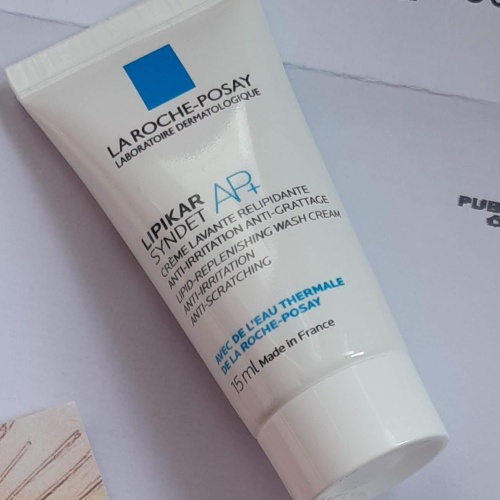 LA ROCHE-POSAY
LABORATOIRE DERMATOLOGIQUE
LIPIKAR
SYNDET AP+
CRÈME LAVANTE RELIPIDANTE
ANTI-IRRITATION ANTI-GRATTAGE
LIPID-REPLENISHING WASH CREAM
ANTI-IRRITATION
ANTI-SCRATCHING
AVEC DE L'EAU THERMALE
DE LA ROCHE-POSAY
15 ml Made in France
PUB